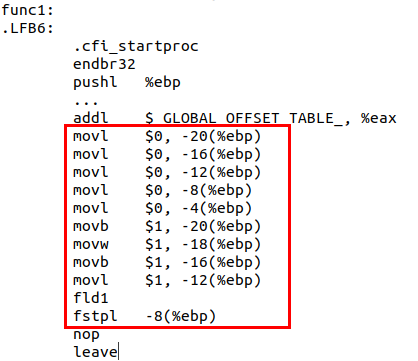 func1:
.LFB6:
.cfi_startproc
endbr32
pushl %ebp
...
addl $_GLOBAL_OFFSET_TABLE_, %eax
movl $0, -20(%ebp)
movl $0, -16(%ebp)
movl $0, -12(%ebp)
movl $0, -8(%ebp)
movl $0, -4(%ebp)
movb $1, -20(%ebp)
movw $1, -18(%ebp)
movb $1, -16(%ebp)
movl $1, -12(%ebp)
fld1
fstpl -8(%ebp)
nop
leave